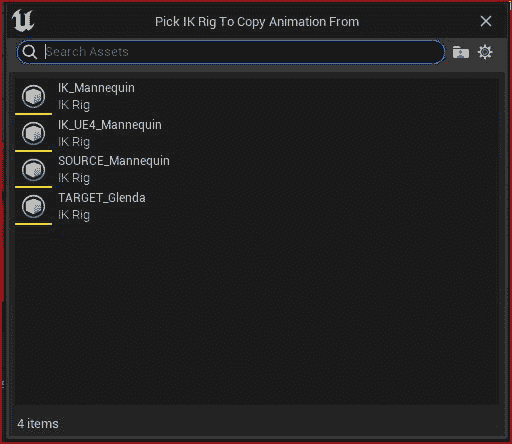 Pick IK Rig To Copy Animation From
Search Assets
IK_Mannequin
IK Rig
IK_UE4_Mannequin
IK Rig
SOURCE_Mannequin
IK Rig
TARGET_Glenda
IK Rig
4 items